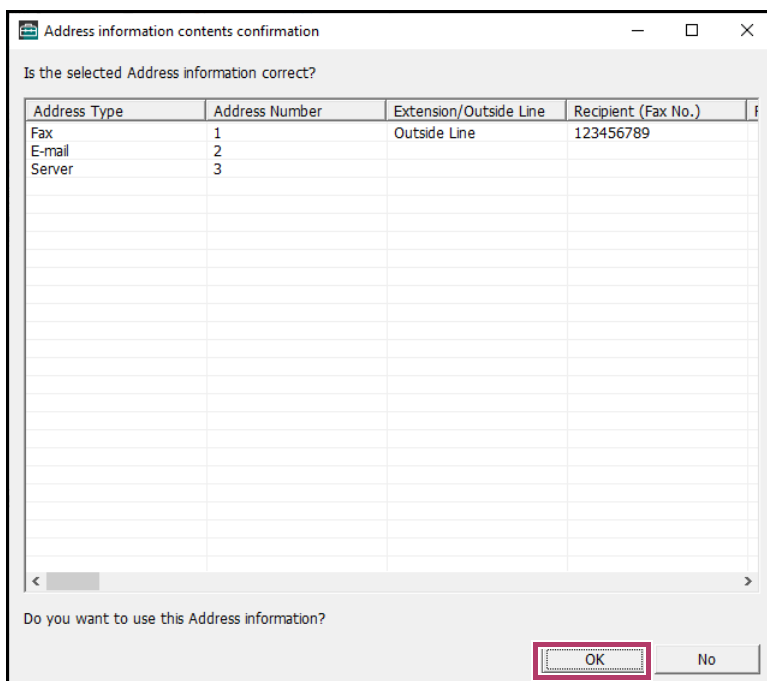 Address information contents confirmation
Is the selected Address information correct?
Address Type Address Number Extension/Outside Line Recipient (Fax No.)
Fax 1 Outside Line 123456789
E-mail 2
Server 3
Do you want to use this Address information?
OK No